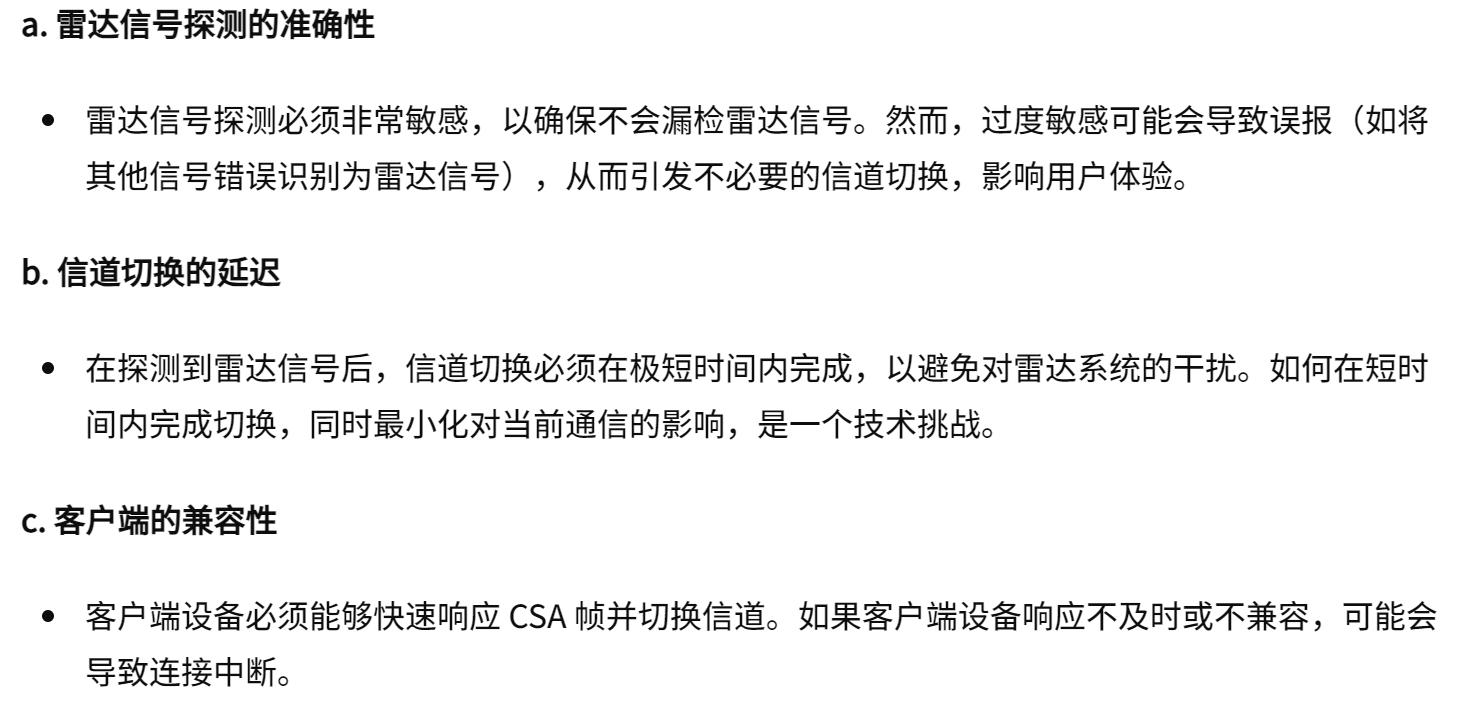 a. 雷达信号探测的准确性
• 雷达信号探测必须非常敏感，以确保不会漏检雷达信号。然而，过度敏感可能会导致误报（如将
其他信号错误识别为雷达信号），从而引发不必要的信道切换，影响用户体验。
b. 信道切换的延迟
• 在探测到雷达信号后，信道切换必须在极短时间内完成，以避免对雷达系统的干扰。如何在短时
间内完成切换，同时最小化对当前通信的影响，是一个技术挑战。
c. 客户端的兼容性
• 客户端设备必须能够快速响应 CSA 帧并切换信道。如果客户端设备响应不及时或不兼容，可能会
导致连接中断。